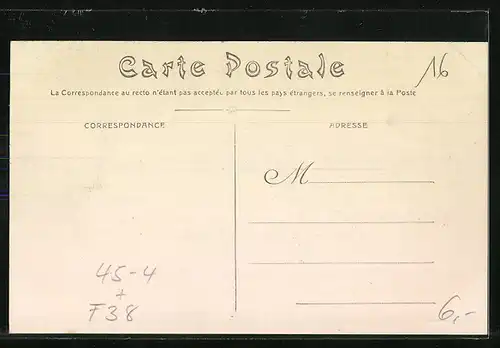 Carte Postale
16
La Correspondance au recto n'étant pas acceptée par tous les pays étrangers, se renseigner à la Poste
CORRESPONDANCE
ADRESSE
M
45-4
+
F38
6,-